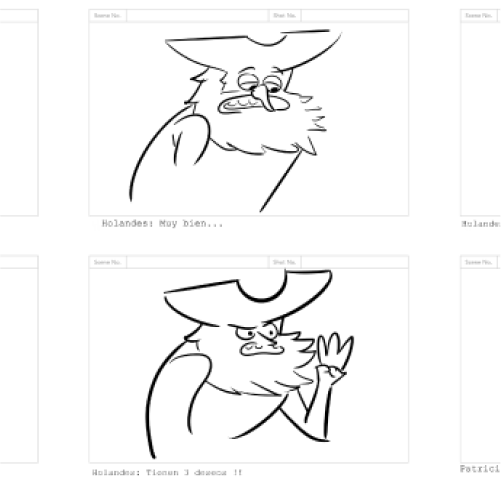 Scene No. Shot No. Scene No.
Holandes: Muy bien...
Holandes
Scene No. Shot No. Scene No.
Holandes: Tienen 3 deseos !!
Patrici